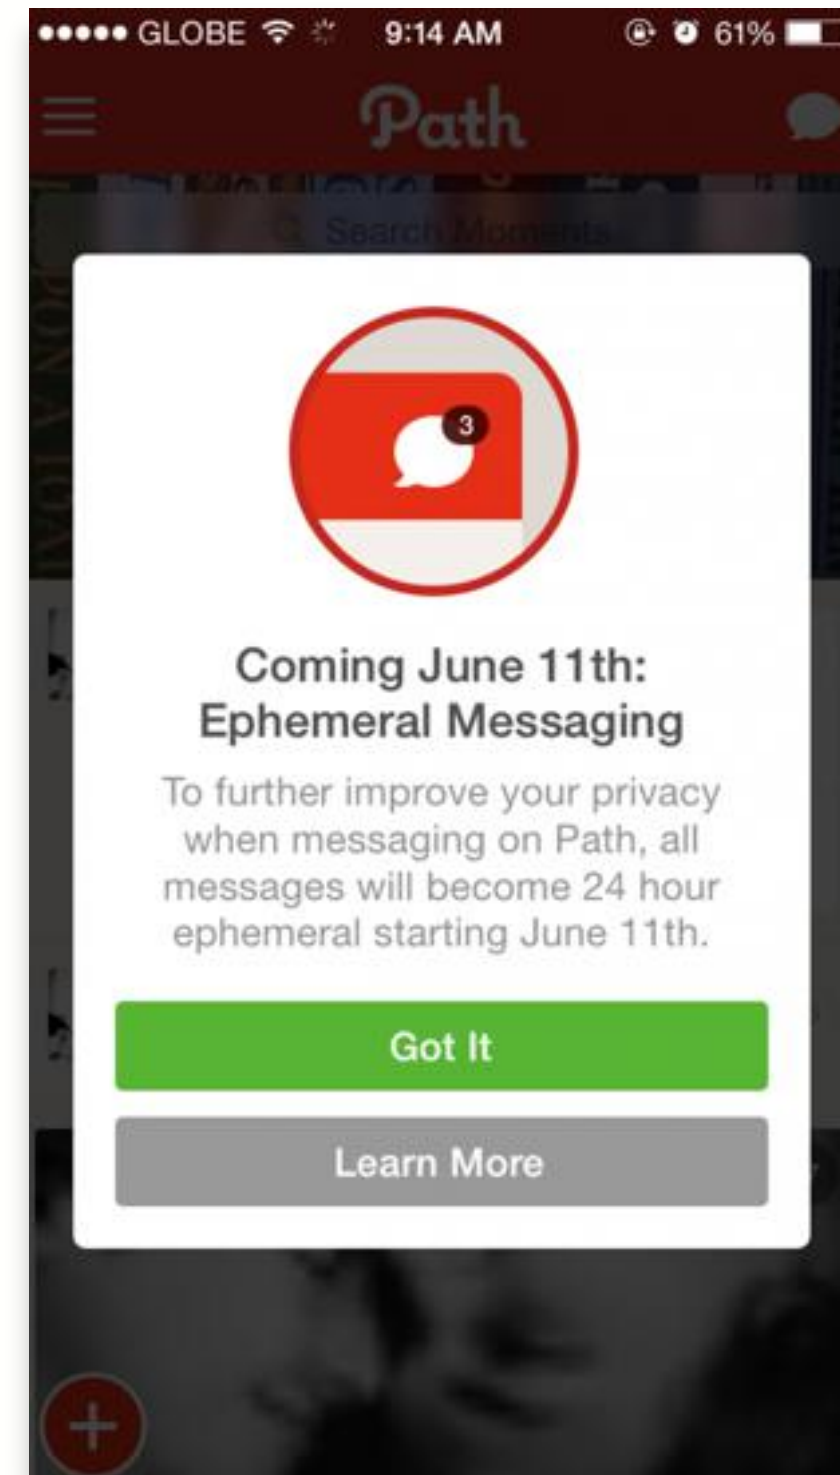 GLOBE 9:14 AM 61%
Path
Search Moments
3
Coming June 11th:
Ephemeral Messaging
To further improve your privacy
when messaging on Path, all
messages will become 24 hour
ephemeral starting June 11th.
Got It
Learn More